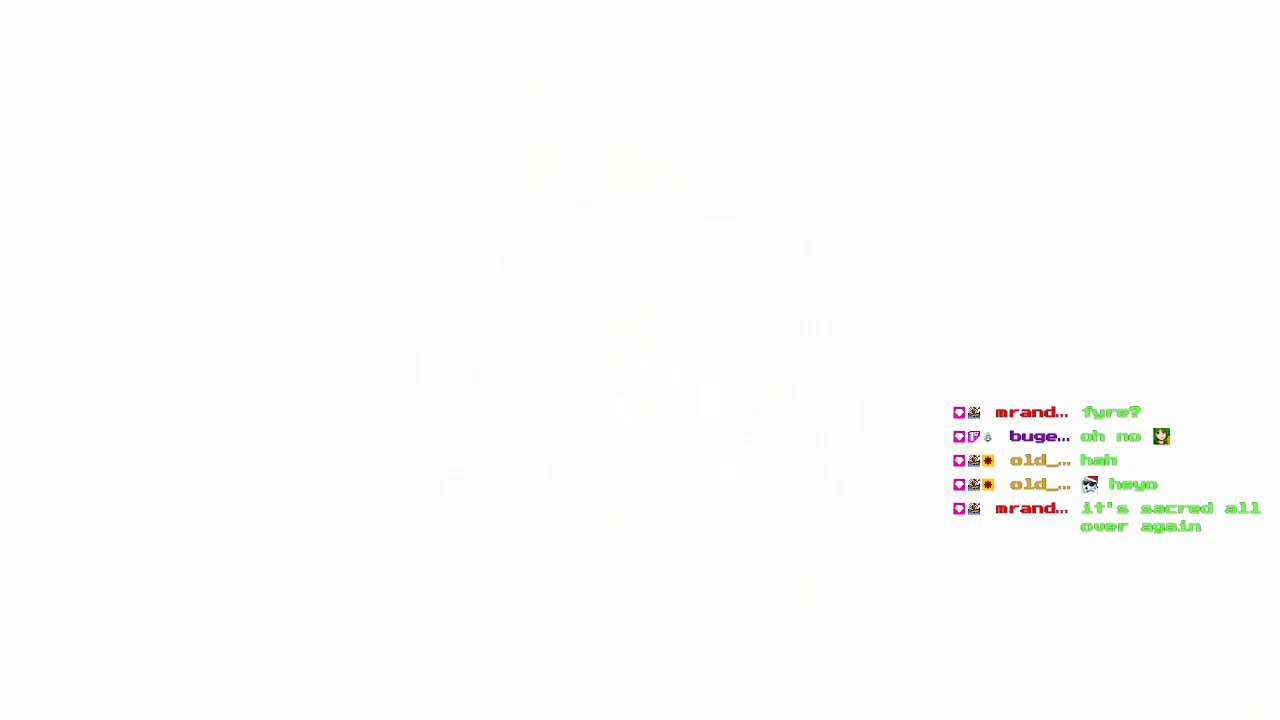 mrand... fyre?
buge... oh no
old_... hah
old_... heyo
mrand... it's sacred all
over again